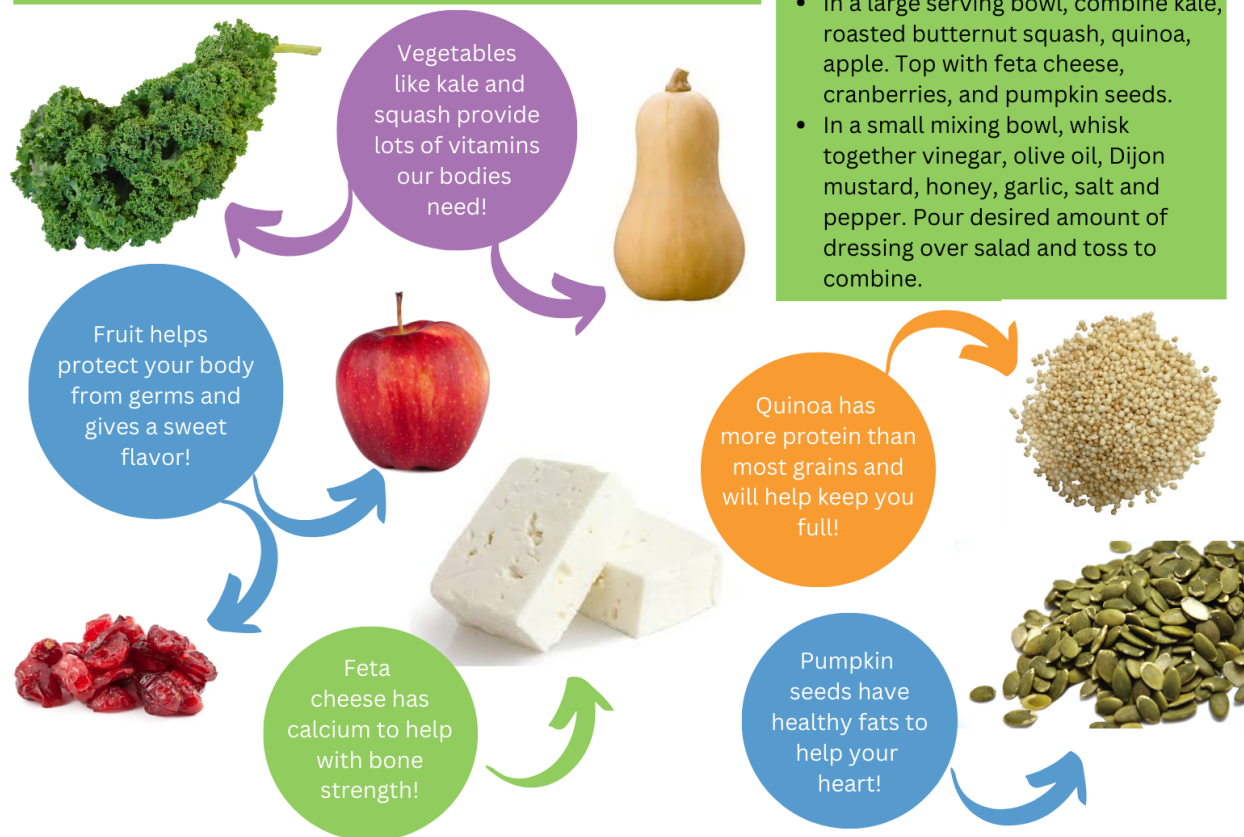 • In a large serving bowl, combine kale,
roasted butternut squash, quinoa,
apple. Top with feta cheese,
cranberries, and pumpkin seeds.
• In a small mixing bowl, whisk
together vinegar, olive oil, Dijon
mustard, honey, garlic, salt and
pepper. Pour desired amount of
dressing over salad and toss to
combine.
Vegetables
like kale and
squash provide
lots of vitamins
our bodies
need!
Fruit helps
protect your body
from germs and
gives a sweet
flavor!
Quinoa has
more protein than
most grains and
will help keep you
full!
Feta
cheese has
calcium to help
with bone
strength!
Pumpkin
seeds have
healthy fats to
help your
heart!